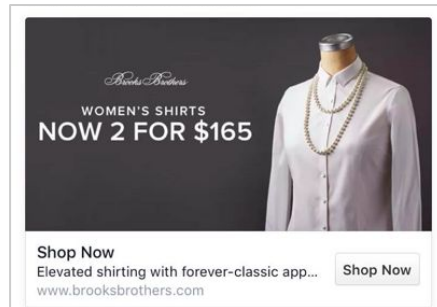 Brooks Brothers
WOMEN'S SHIRTS
NOW 2 FOR $165
Shop Now
Elevated shirting with forever-classic app...
Shop Now
www.brooksbrothers.com